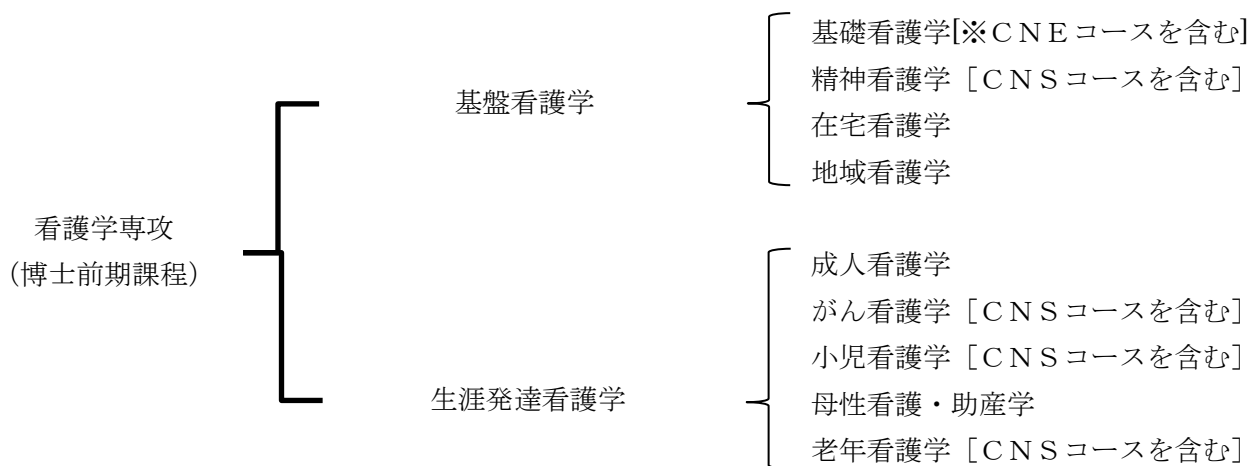 看護学専攻
（博士前期課程）
基盤看護学
基礎看護学[※ＣＮＥコースを含む]
精神看護学［ＣＮＳコースを含む］
在宅看護学
地域看護学
生涯発達看護学
成人看護学
がん看護学［ＣＮＳコースを含む］
小児看護学［ＣＮＳコースを含む］
母性看護・助産学
老年看護学［ＣＮＳコースを含む］